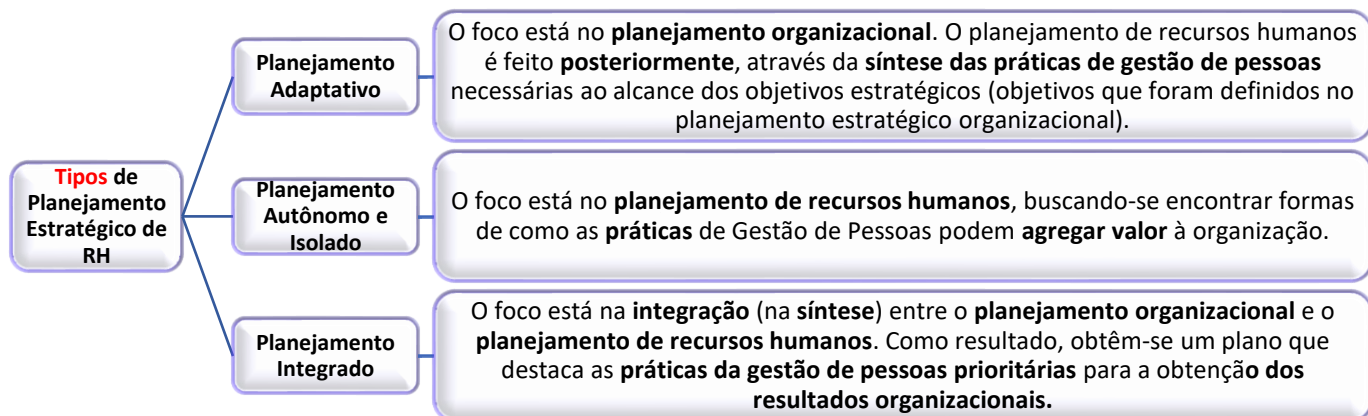 Tipos de
Planejamento
Estratégico de
RH
Planejamento
Adaptativo
O foco está no planejamento organizacional. O planejamento de recursos humanos
é feito posteriormente, através da síntese das práticas de gestão de pessoas
necessárias ao alcance dos objetivos estratégicos (objetivos que foram definidos no
planejamento estratégico organizacional).
Planejamento
Autônomo e
Isolado
O foco está no planejamento de recursos humanos, buscando-se encontrar formas
de como as práticas de Gestão de Pessoas podem agregar valor à organização.
Planejamento
Integrado
O foco está na integração (na síntese) entre o planejamento organizacional e o
planejamento de recursos humanos. Como resultado, obtêm-se um plano que
destaca as práticas da gestão de pessoas prioritárias para a obtenção dos
resultados organizacionais.